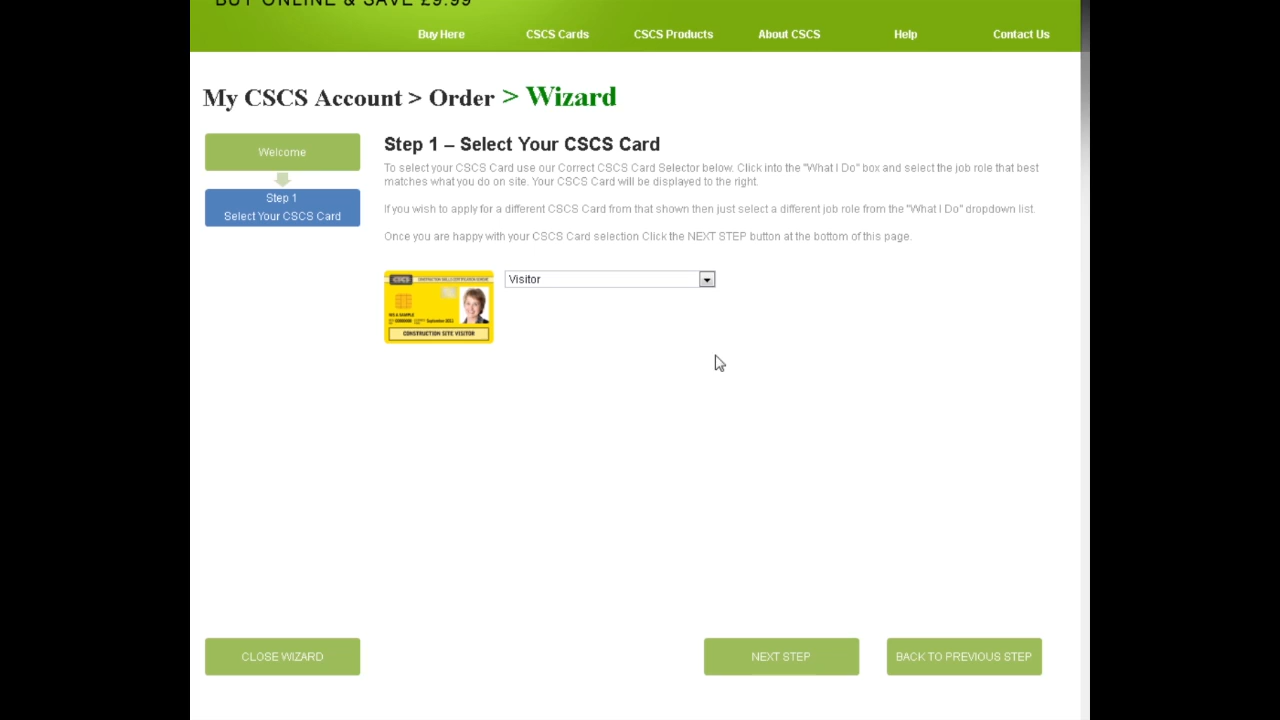 BUY ONLINE & SAVE £9.99
Buy Here CSCS Cards CSCS Products About CSCS Help Contact Us
My CSCS Account > Order > Wizard
Welcome
Step 1
Select Your CSCS Card
Step 1 – Select Your CSCS Card
To select your CSCS Card use our Correct CSCS Card Selector below. Click into the "What I Do" box and select the job role that best
matches what you do on site. Your CSCS Card will be displayed to the right.
If you wish to apply for a different CSCS Card from that shown then just select a different job role from the "What I Do" dropdown list.
Once you are happy with your CSCS Card selection Click the NEXT STEP button at the bottom of this page.
CSCS CONSTRUCTION SKILLS CERTIFICATION SCHEME
CONSTRUCTION SITE VISITOR
Visitor
CLOSE WIZARD NEXT STEP BACK TO PREVIOUS STEP